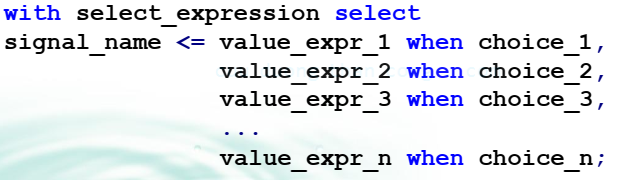 with select_expression select
signal_name <= value_expr_1 when choice_1,
value_expr_2 when choice_2,
value_expr_3 when choice_3,
...
value_expr_n when choice_n;